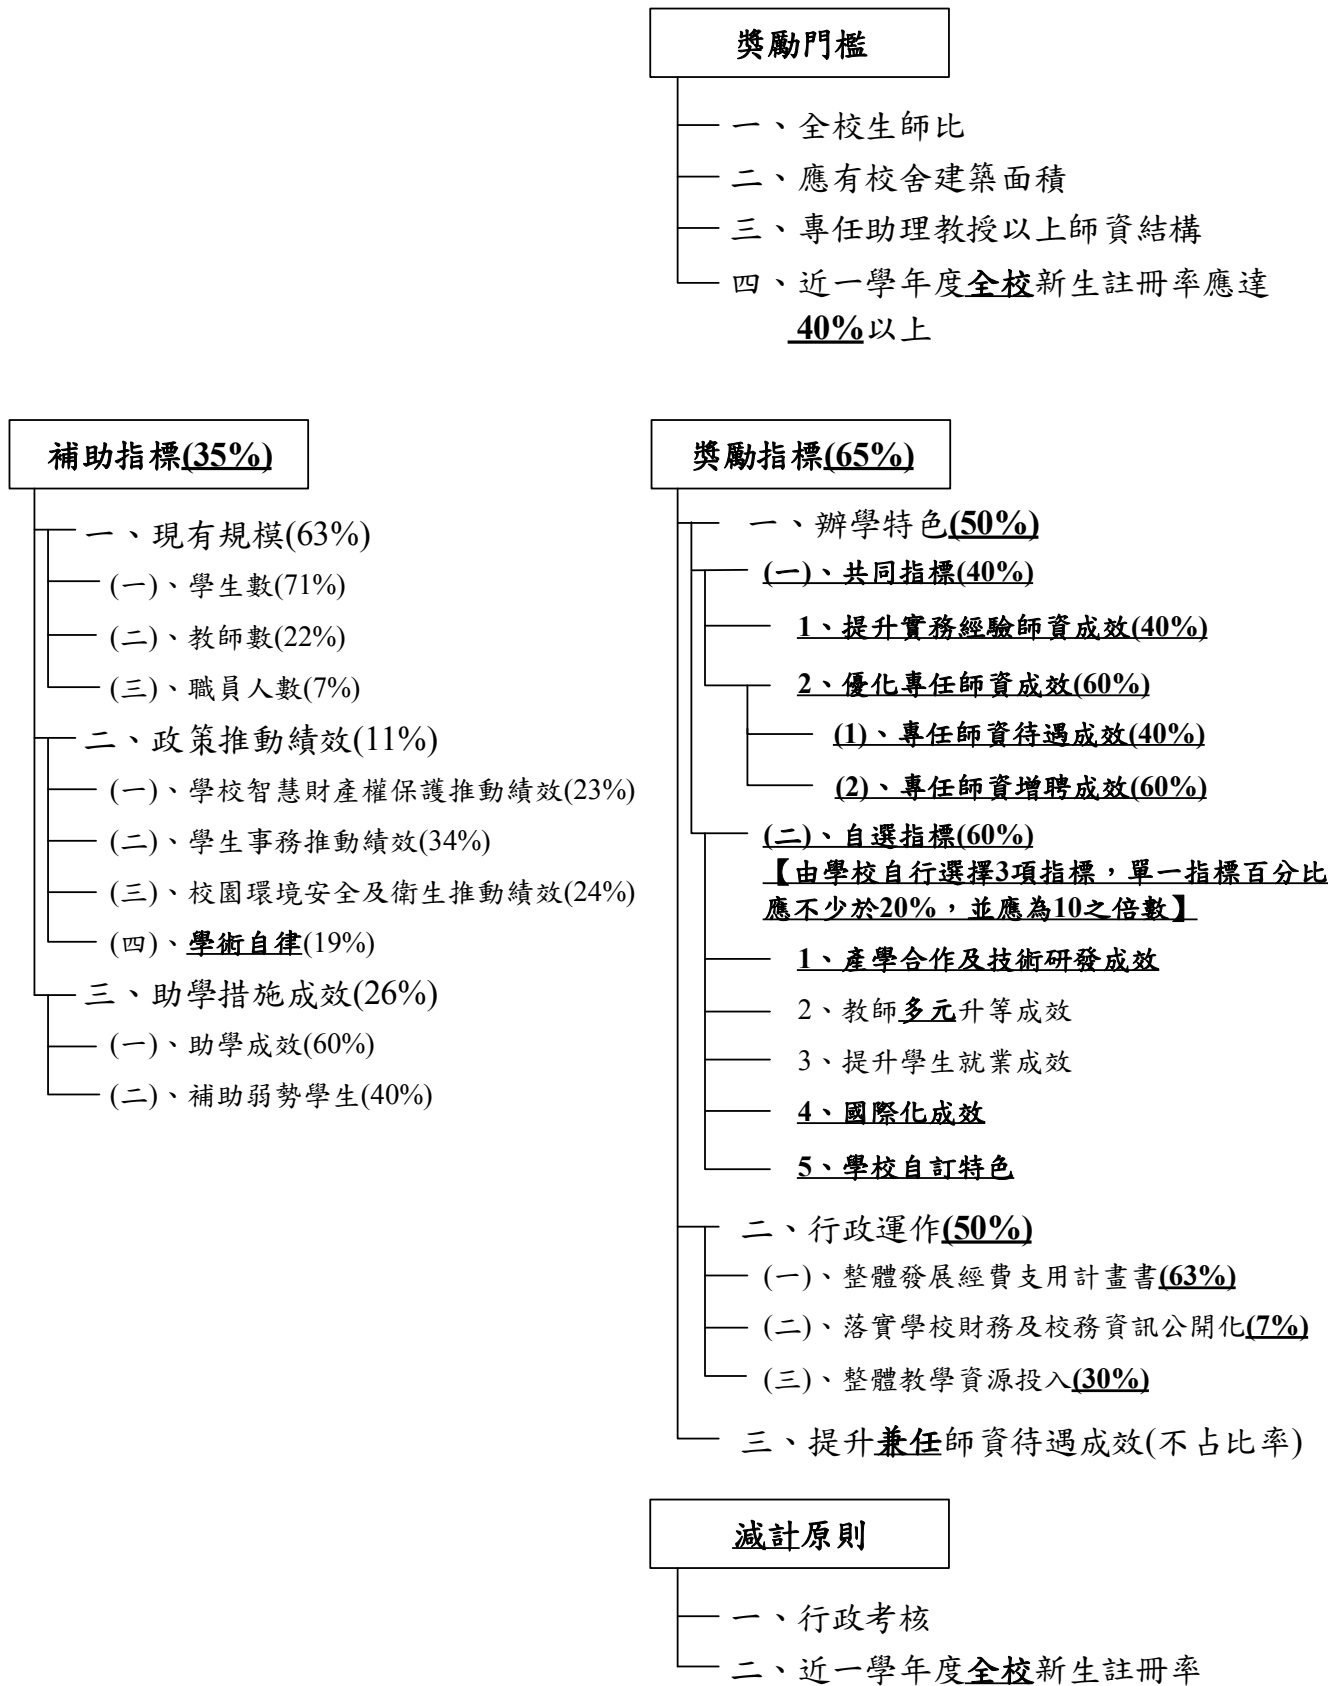 獎勵門檻
一、全校生師比
二、應有校舍建築面積
三、專任助理教授以上師資結構
四、近一學年度全校新生註冊率應達
40%以上
補助指標(35%)
一、現有規模(63%)
(一)、學生數(71%)
(二)、教師數(22%)
(三)、職員人數(7%)
二、政策推動績效(11%)
(一)、學校智慧財產權保護推動績效(23%)
(二)、學生事務推動績效(34%)
(三)、校園環境安全及衛生推動績效(24%)
(四)、學術自律(19%)
三、助學措施成效(26%)
(一)、助學成效(60%)
(二)、補助弱勢學生(40%)
獎勵指標(65%)
一、辦學特色(50%)
(一)、共同指標(40%)
1、提升實務經驗師資成效(40%)
2、優化專任師資成效(60%)
(1)、專任師資待遇成效(40%)
(2)、專任師資增聘成效(60%)
(二)、自選指標(60%)
【由學校自行選擇3項指標，單一指標百分比
應不少於20%，並應為10之倍數】
1、產學合作及技術研發成效
2、教師多元升等成效
3、提升學生就業成效
4、國際化成效
5、學校自訂特色
二、行政運作(50%)
(一)、整體發展經費支用計畫書(63%)
(二)、落實學校財務及校務資訊公開化(7%)
(三)、整體教學資源投入(30%)
三、提升兼任師資待遇成效(不占比率)
減計原則
一、行政考核
二、近一學年度全校新生註冊率